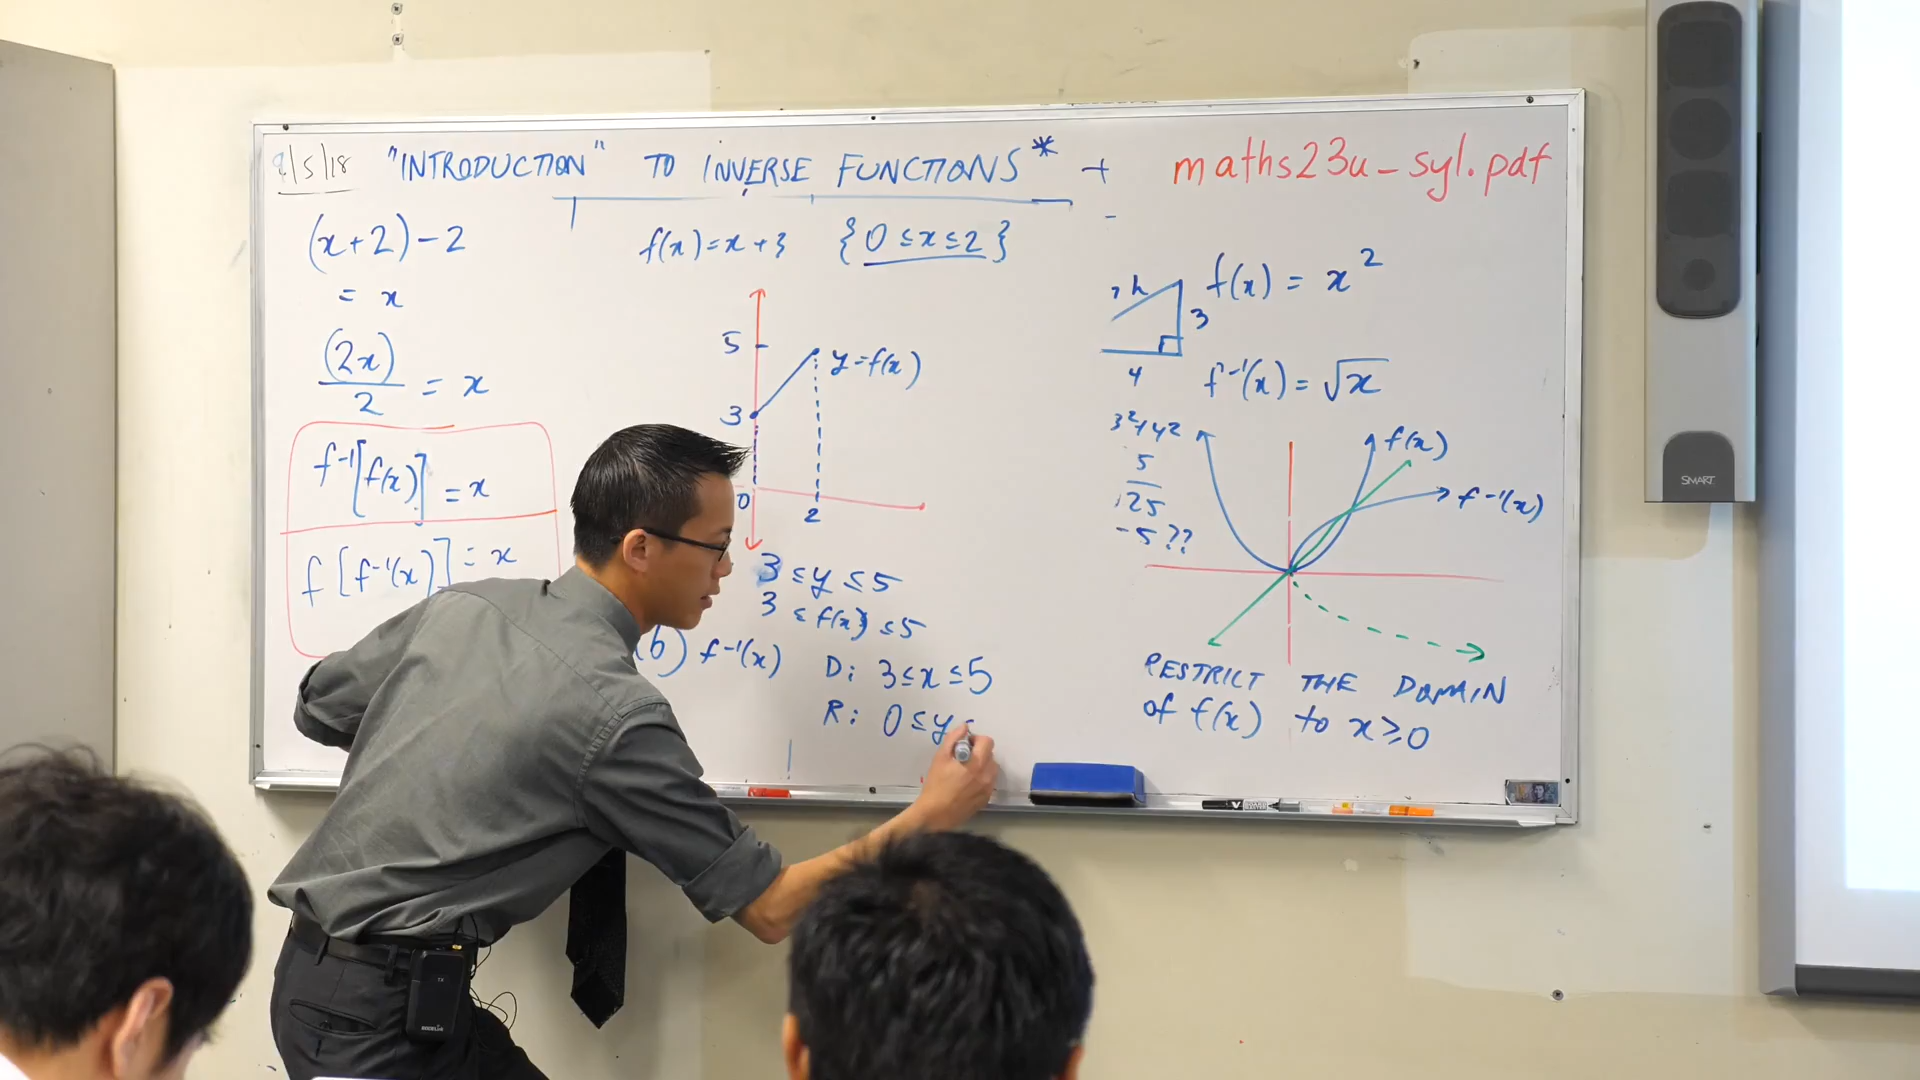 /5/18 "INTRODUCTION" TO INVERSE FUNCTIONS* + maths23u-syl.pdf
(x+2)-2
= x
(2x)/2 = x
f⁻¹[f(x)] = x
f[f⁻¹(x)] = x
f(x)=x+3 {0≤x≤2}
5
y=f(x)
3
0
2
3≤y≤5
3≤f(x)≤5
(b) f⁻¹(x) D: 3≤x≤5
R: 0≤y≤
h
3
4
f(x) = x²
f⁻¹(x) = √x
3²+4²
5
25
-5??
f(x)
f⁻¹(x)
RESTRICT THE DOMAIN
of f(x) to x≥0
SMART
TX